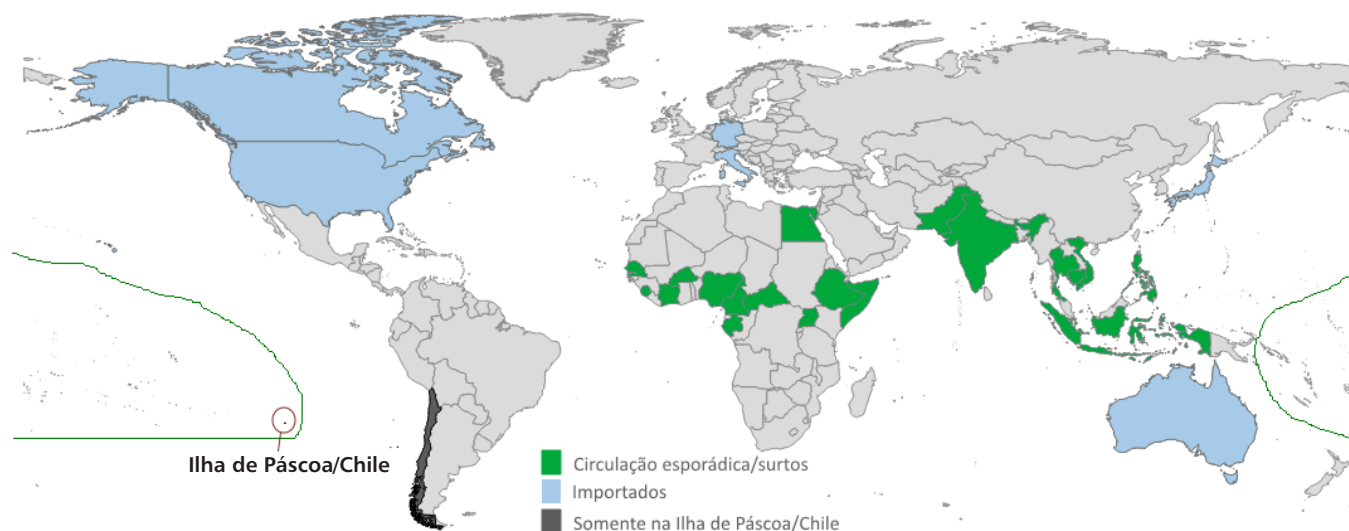 Ilha de Páscoa/Chile
Circulação esporádica/surtos
Importados
Somente na Ilha de Páscoa/Chile